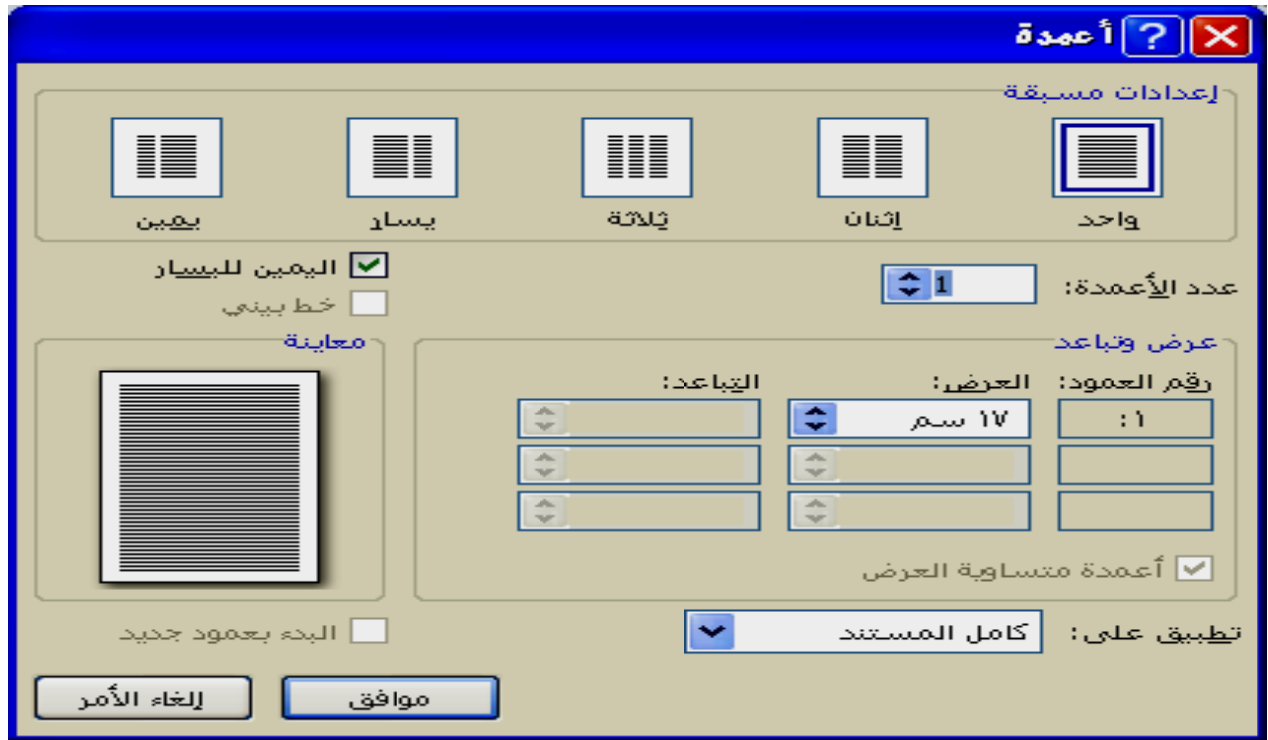 أعمدة
إعدادات مسبقة
واحد
إثنان
ثلاثة
يسار
يمين
عدد الأعمدة: 1
اليمين لليسار
خط بيني
عرض وتباعد
رقم العمود: العرض: التباعد:
١: ١٧ سم
أعمدة متساوية العرض
معاينة
تطبيق على: كامل المستند
البدء بعمود جديد
موافق
إلغاء الأمر